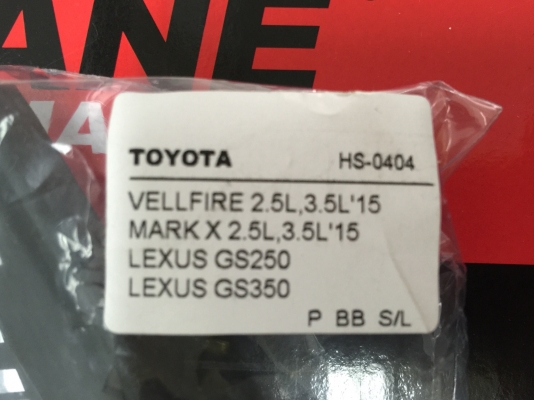 ANE
TOYOTA HS-0404
VELLFIRE 2.5L,3.5L'15
MARK X 2.5L,3.5L'15
LEXUS GS250
LEXUS GS350
P BB S/L